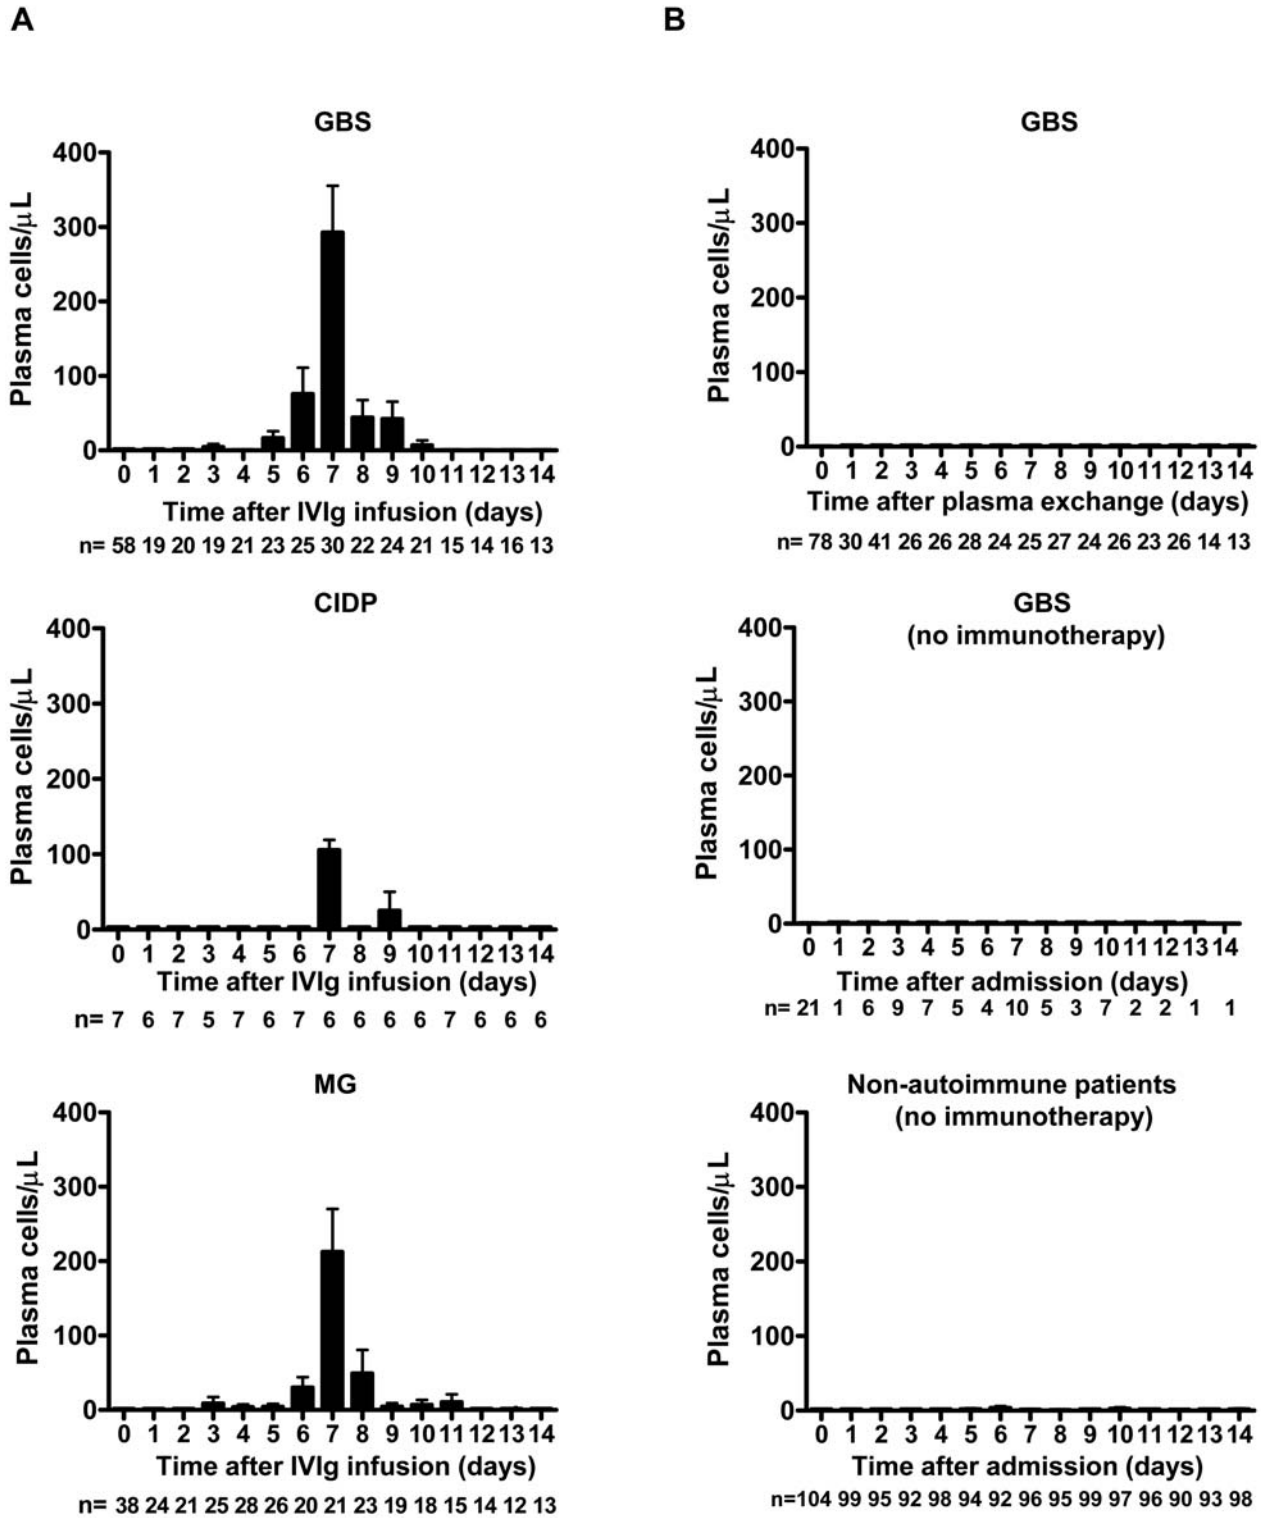 A
GBS
Plasma cells/μL
400
300
200
100
0
0 1 2 3 4 5 6 7 8 9 10 11 12 13 14
Time after IVIg infusion (days)
n= 58 19 20 19 21 23 25 30 22 24 21 15 14 16 13
CIDP
Plasma cells/μL
400
300
200
100
0
0 1 2 3 4 5 6 7 8 9 10 11 12 13 14
Time after IVIg infusion (days)
n= 7 6 7 5 7 6 7 6 6 6 6 7 6 6 6
MG
Plasma cells/μL
400
300
200
100
0
0 1 2 3 4 5 6 7 8 9 10 11 12 13 14
Time after IVIg infusion (days)
n= 38 24 21 25 28 26 20 21 23 19 18 15 14 12 13
B
GBS
Plasma cells/μL
400
300
200
100
0
0 1 2 3 4 5 6 7 8 9 10 11 12 13 14
Time after plasma exchange (days)
n= 78 30 41 26 26 28 24 25 27 24 26 23 26 14 13
GBS
(no immunotherapy)
Plasma cells/μL
400
300
200
100
0
0 1 2 3 4 5 6 7 8 9 10 11 12 13 14
Time after admission (days)
n= 21 1 6 9 7 5 4 10 5 3 7 2 2 1 1
Non-autoimmune patients
(no immunotherapy)
Plasma cells/μL
400
300
200
100
0
0 1 2 3 4 5 6 7 8 9 10 11 12 13 14
Time after admission (days)
n=104 99 95 92 98 94 92 96 95 99 97 96 90 93 98